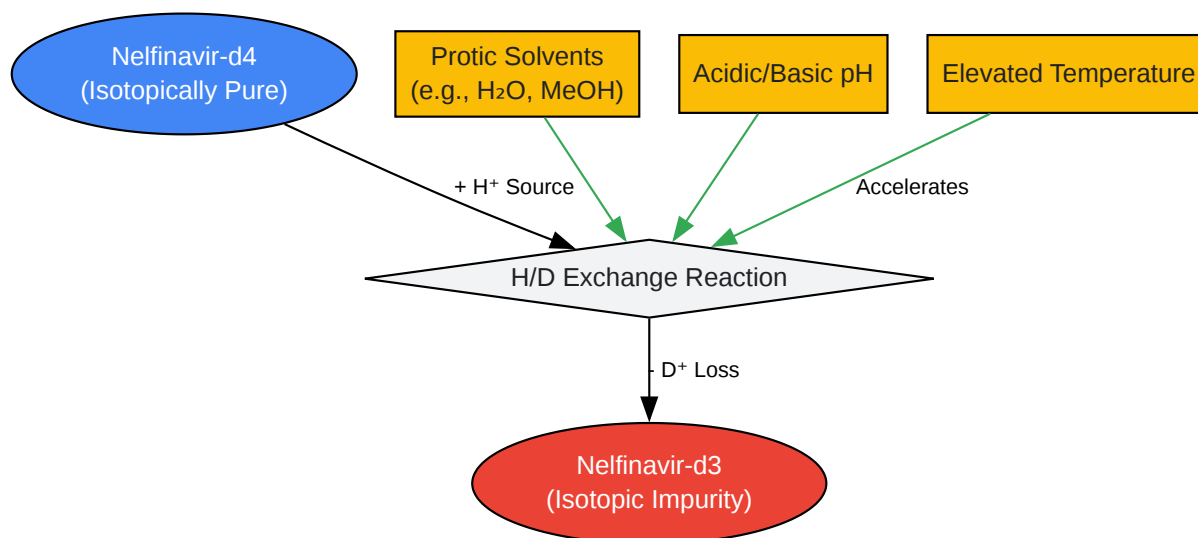 Nelfinavir-d4
(Isotopically Pure)
Protic Solvents
(e.g., H₂O, MeOH)
Acidic/Basic pH
Elevated Temperature
+ H⁺ Source
Accelerates
H/D Exchange Reaction
- D⁺ Loss
Nelfinavir-d3
(Isotopic Impurity)